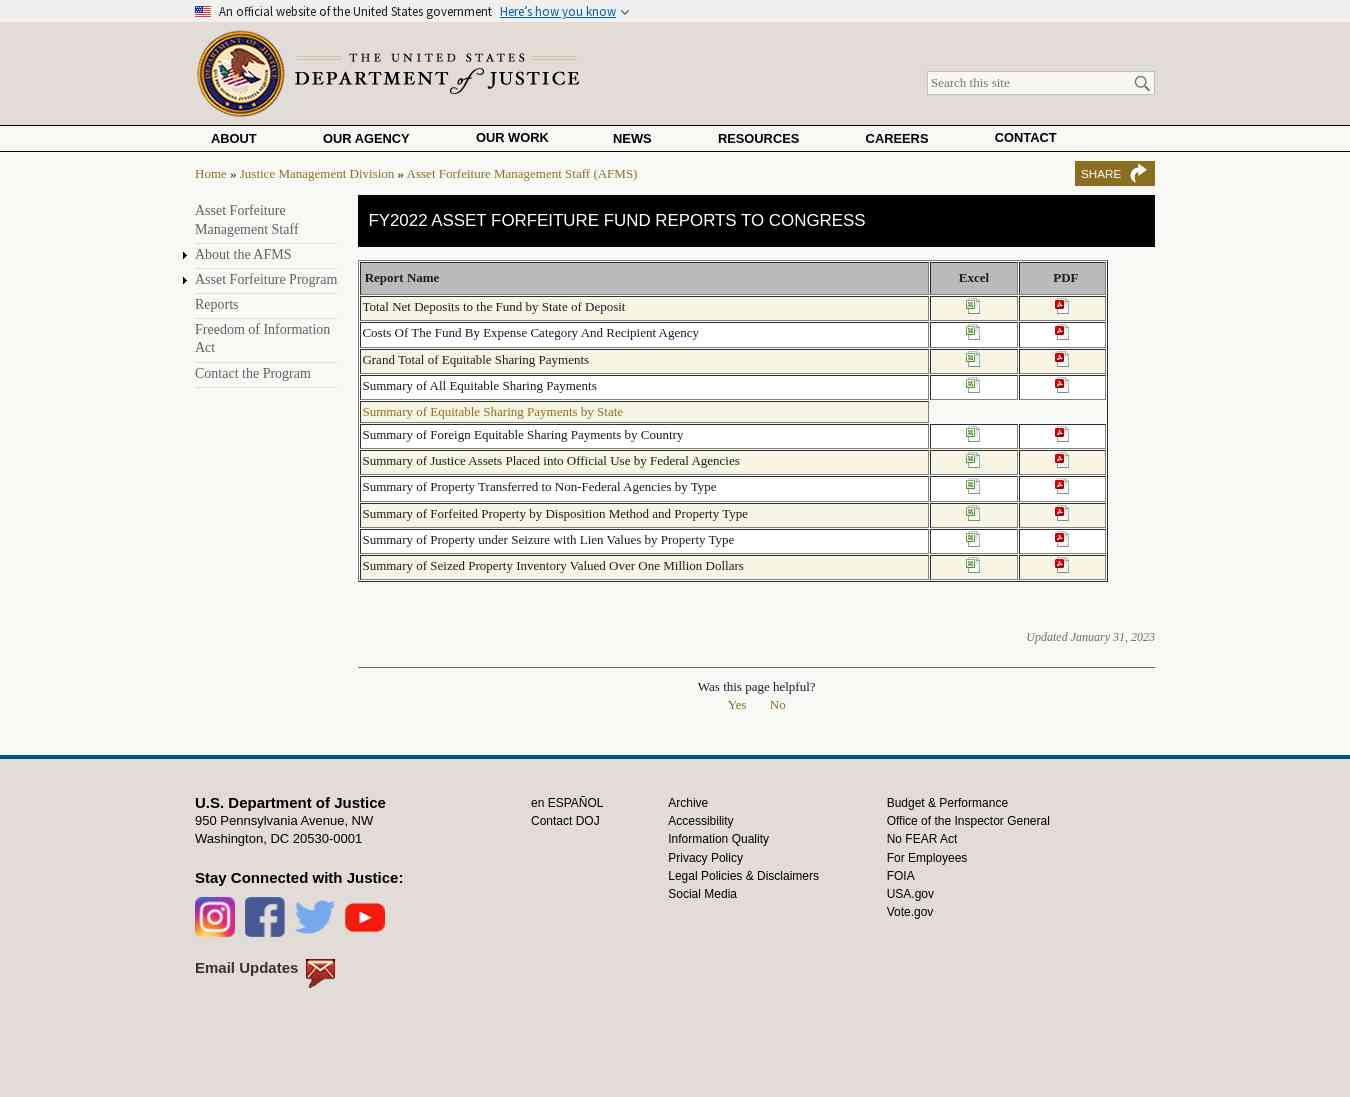 An official website of the United States government Here's how you know
THE UNITED STATES
DEPARTMENT of JUSTICE
Search this site
ABOUT OUR AGENCY OUR WORK NEWS RESOURCES CAREERS CONTACT
Home » Justice Management Division » Asset Forfeiture Management Staff (AFMS)
SHARE
Asset Forfeiture
Management Staff
About the AFMS
Asset Forfeiture Program
Reports
Freedom of Information
Act
Contact the Program
FY2022 ASSET FORFEITURE FUND REPORTS TO CONGRESS
Report Name Excel PDF
Total Net Deposits to the Fund by State of Deposit
Costs Of The Fund By Expense Category And Recipient Agency
Grand Total of Equitable Sharing Payments
Summary of All Equitable Sharing Payments
Summary of Equitable Sharing Payments by State
Summary of Foreign Equitable Sharing Payments by Country
Summary of Justice Assets Placed into Official Use by Federal Agencies
Summary of Property Transferred to Non-Federal Agencies by Type
Summary of Forfeited Property by Disposition Method and Property Type
Summary of Property under Seizure with Lien Values by Property Type
Summary of Seized Property Inventory Valued Over One Million Dollars
Updated January 31, 2023
Was this page helpful?
Yes No
U.S. Department of Justice
950 Pennsylvania Avenue, NW
Washington, DC 20530-0001
Stay Connected with Justice:
Email Updates
en ESPAÑOL
Contact DOJ
Archive
Accessibility
Information Quality
Privacy Policy
Legal Policies & Disclaimers
Social Media
Budget & Performance
Office of the Inspector General
No FEAR Act
For Employees
FOIA
USA.gov
Vote.gov